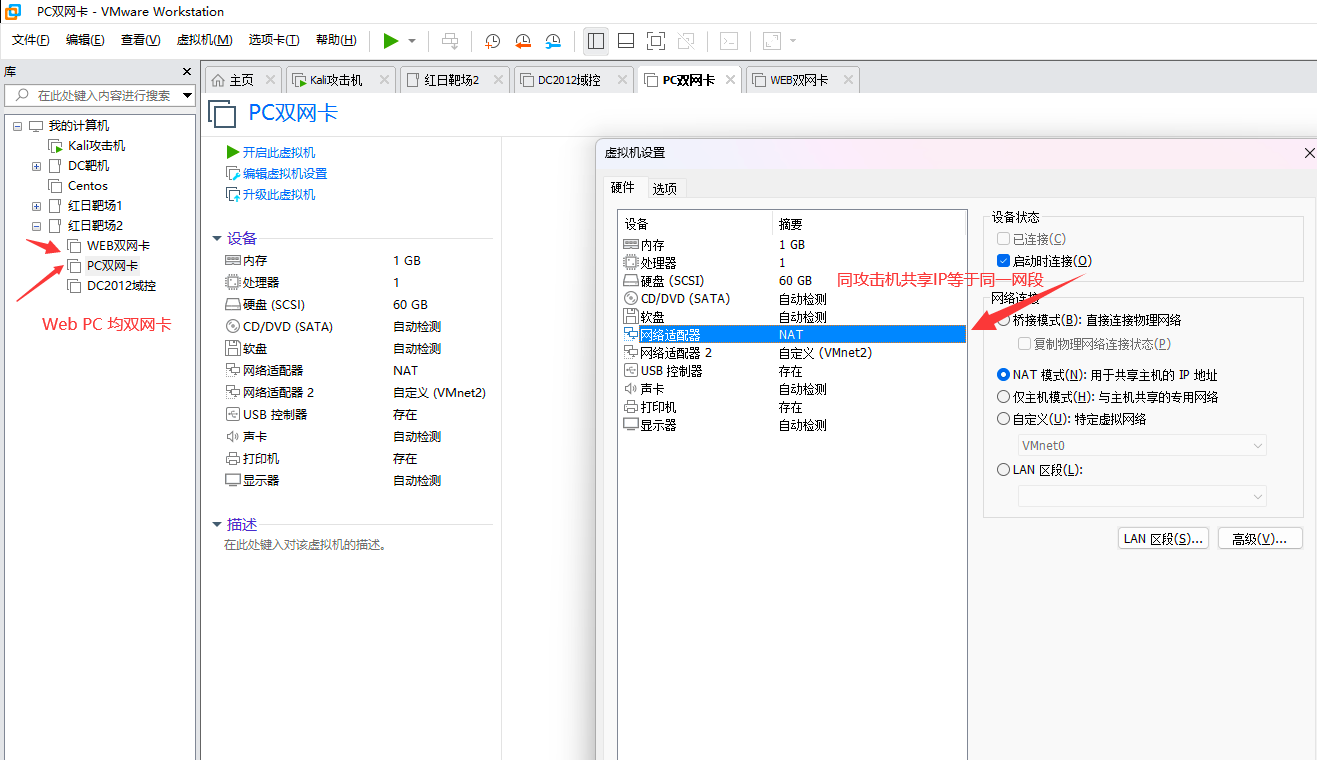 PC双网卡 - VMware Workstation
文件(F) 编辑(E) 查看(V) 虚拟机(M) 选项卡(T) 帮助(H)
库
在此处键入内容进行搜索
我的计算机
Kali攻击机
DC靶机
Centos
红日靶场1
红日靶场2
WEB双网卡
PC双网卡
DC2012域控
Web PC 均双网卡
主页 Kali攻击机 红日靶场2 DC2012域控 PC双网卡 WEB双网卡
PC双网卡
开启此虚拟机
编辑虚拟机设置
升级此虚拟机
设备
内存 1 GB
处理器 1
硬盘 (SCSI) 60 GB
CD/DVD (SATA) 自动检测
软盘 自动检测
网络适配器 NAT
网络适配器 2 自定义 (VMnet2)
USB 控制器 存在
声卡 自动检测
打印机 存在
显示器 自动检测
描述
在此处键入对该虚拟机的描述。
虚拟机设置
硬件 选项
设备 摘要
内存 1 GB
处理器 1
硬盘 (SCSI) 60 GB
CD/DVD (SATA) 自动检测
软盘 自动检测
网络适配器 NAT
网络适配器 2 自定义 (VMnet2)
USB 控制器 存在
声卡 自动检测
打印机 存在
显示器 自动检测
同攻击机共享IP等于同一网段
设备状态
已连接(C)
启动时连接(O)
网络连接
桥接模式(B): 直接连接物理网络
复制物理网络连接状态(P)
NAT 模式(N): 用于共享主机的 IP 地址
仅主机模式(H): 与主机共享的专用网络
自定义(U): 特定虚拟网络
VMnet0
LAN 区段(L):
LAN 区段(S)... 高级(V)...